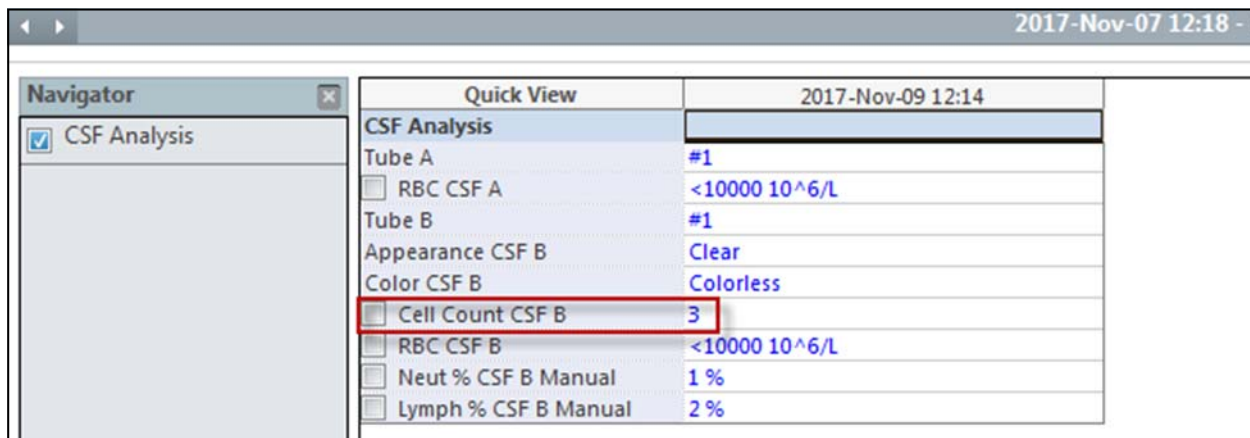 2017-Nov-07 12:18 -
Navigator
CSF Analysis
Quick View 2017-Nov-09 12:14
CSF Analysis
Tube A #1
RBC CSF A <10000 10^6/L
Tube B #1
Appearance CSF B Clear
Color CSF B Colorless
Cell Count CSF B 3
RBC CSF B <10000 10^6/L
Neut % CSF B Manual 1 %
Lymph % CSF B Manual 2 %